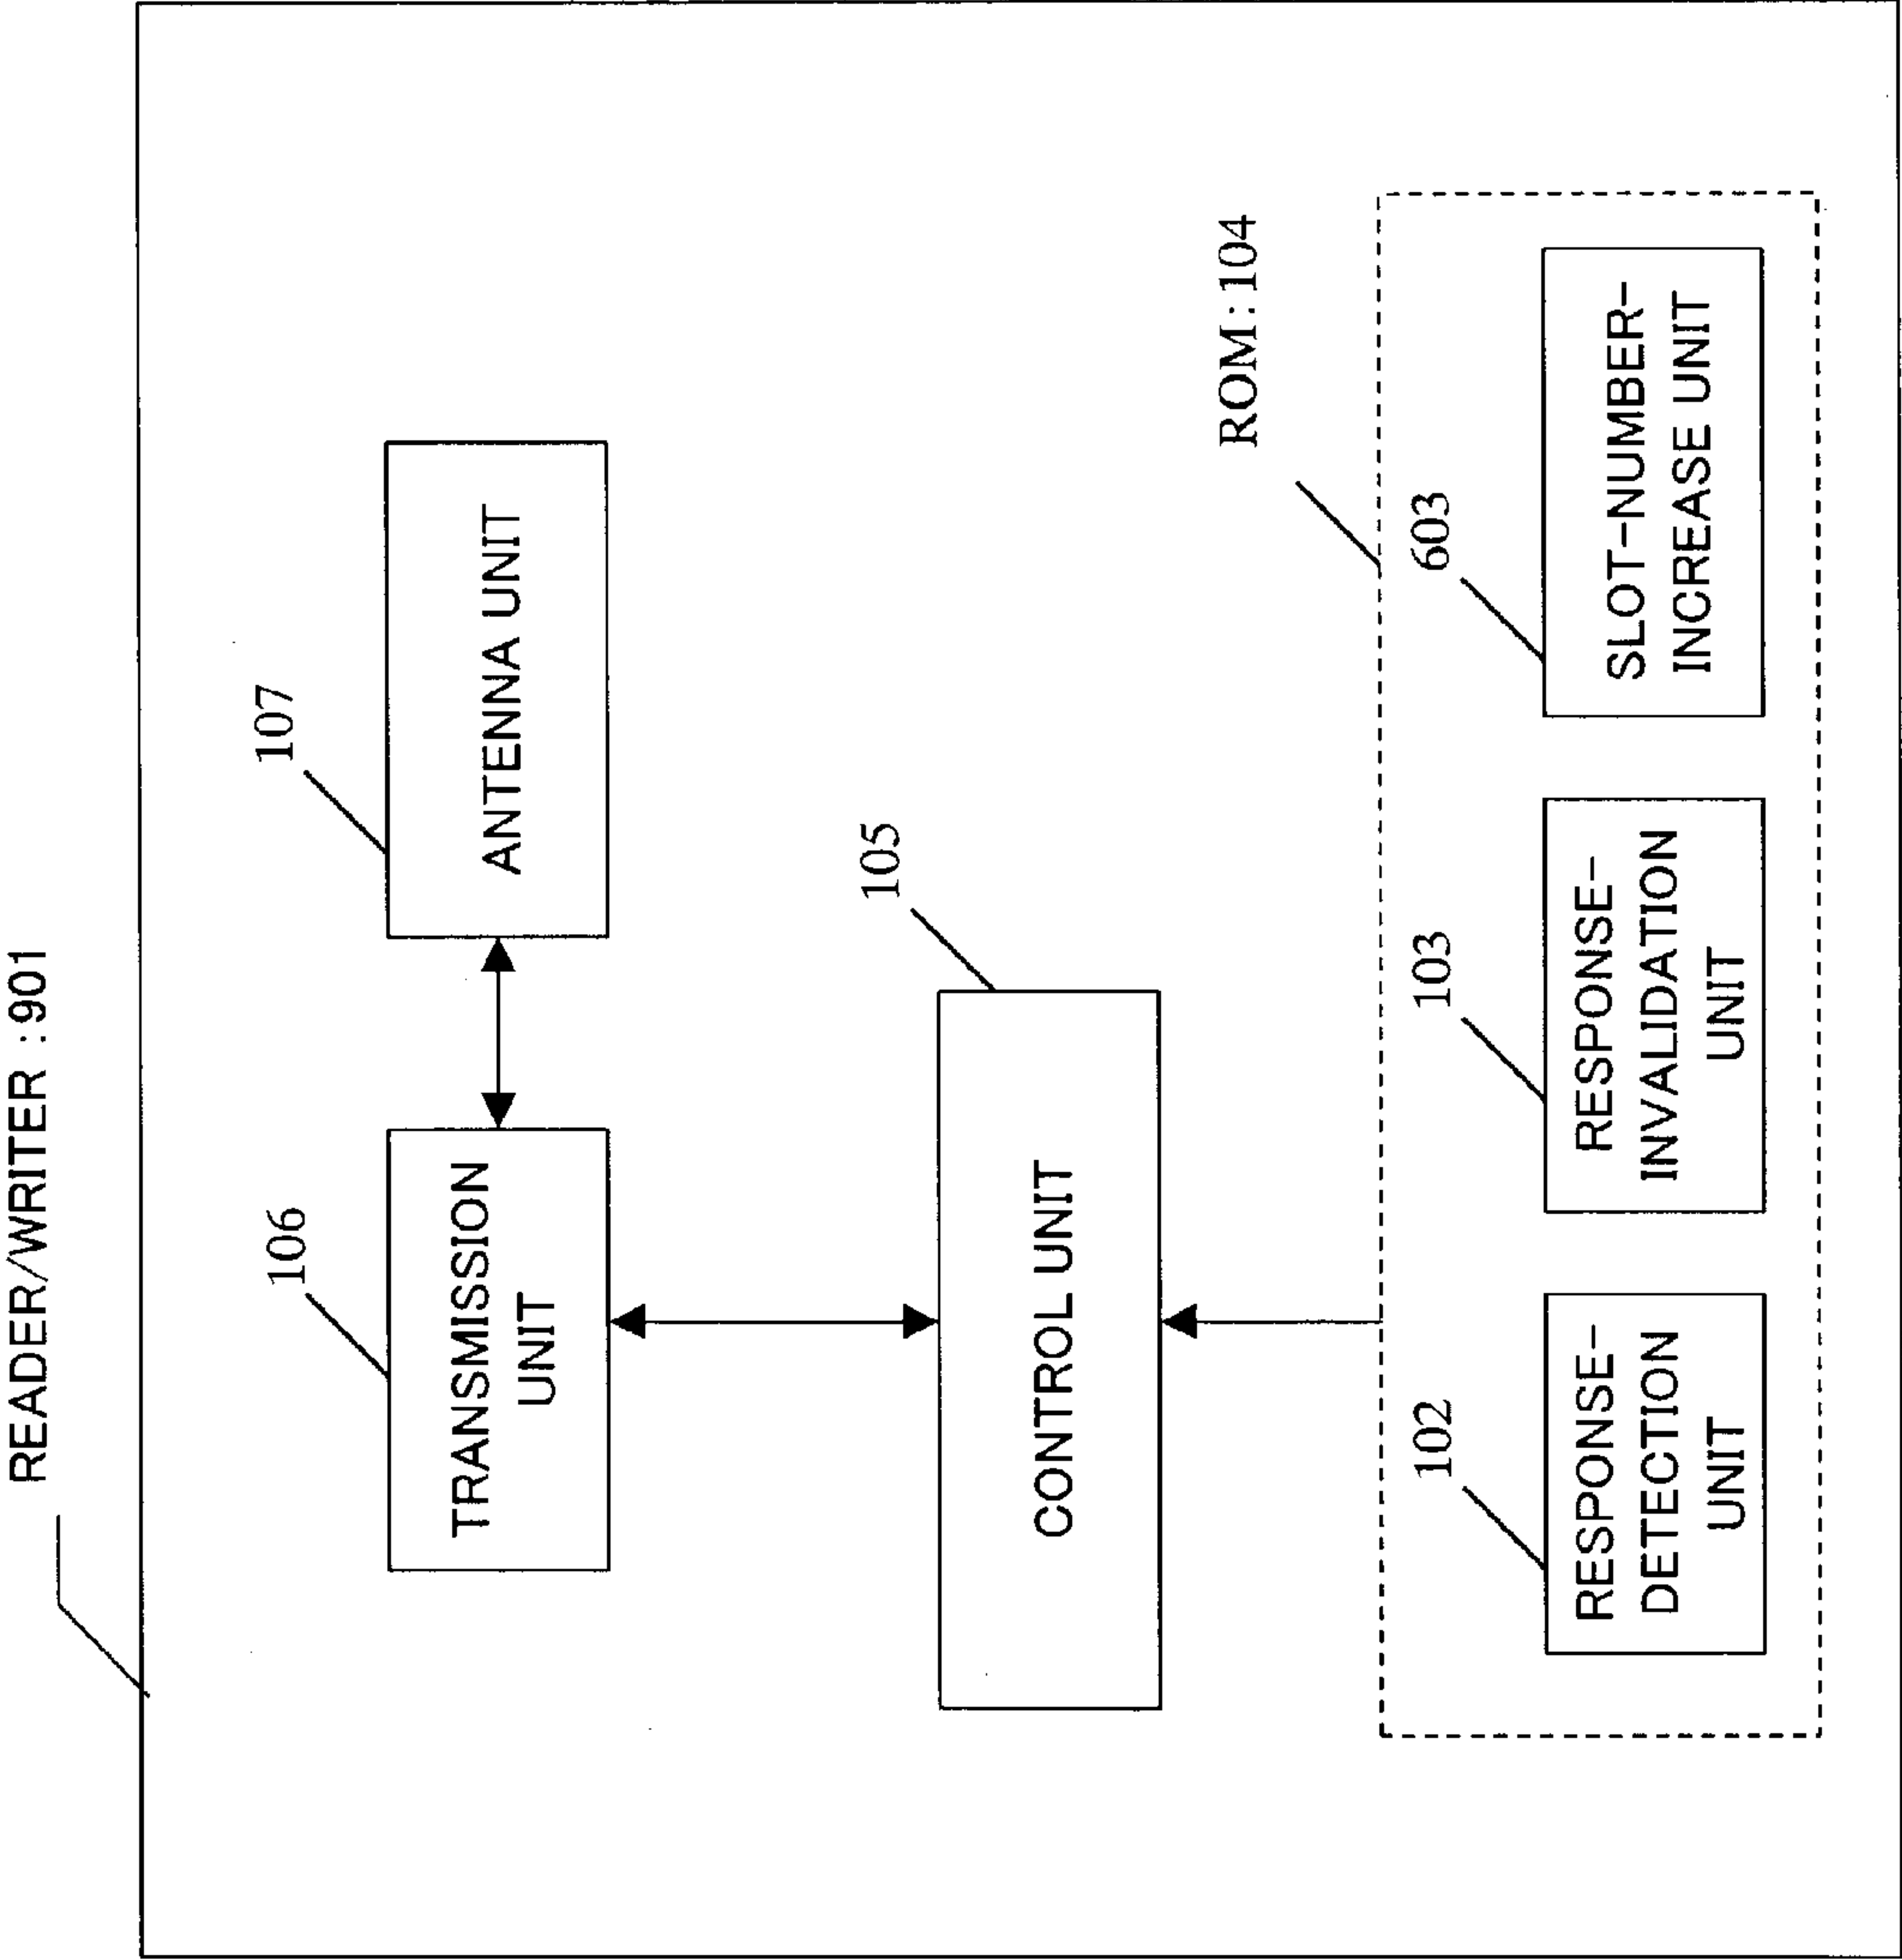 READER/WRITER :901
106
TRANSMISSION
UNIT
107
ANTENNA UNIT
105
CONTROL UNIT
ROM:104
102
RESPONSE-
DETECTION
UNIT
103
RESPONSE-
INVALIDATION
UNIT
603
SLOT-NUMBER-
INCREASE UNIT